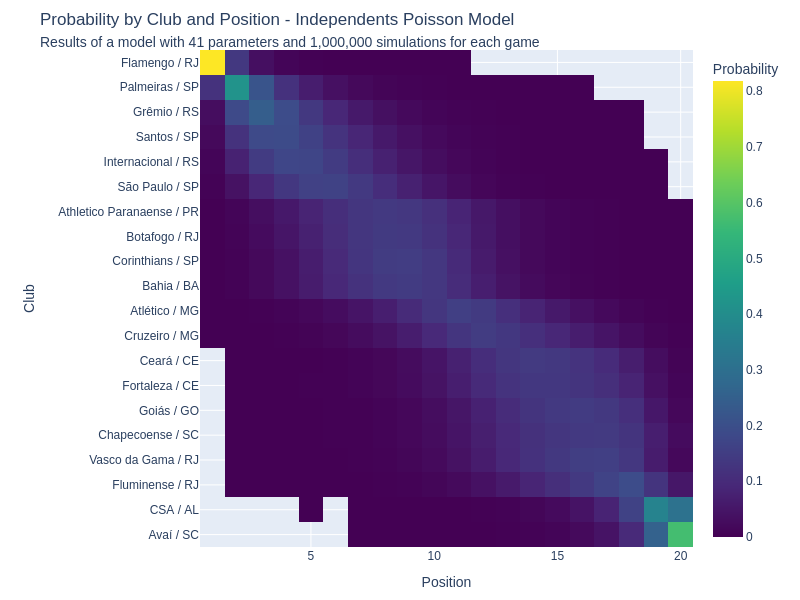 Probability by Club and Position - Independents Poisson Model
Results of a model with 41 parameters and 1,000,000 simulations for each game
Probability
Club
Flamengo / RJ
Palmeiras / SP
Grêmio / RS
Santos / SP
Internacional / RS
São Paulo / SP
Athletico Paranaense / PR
Botafogo / RJ
Corinthians / SP
Bahia / BA
Atlético / MG
Cruzeiro / MG
Ceará / CE
Fortaleza / CE
Goiás / GO
Chapecoense / SC
Vasco da Gama / RJ
Fluminense / RJ
CSA / AL
Avaí / SC
5
10
15
20
Position
0.8
0.7
0.6
0.5
0.4
0.3
0.2
0.1
0